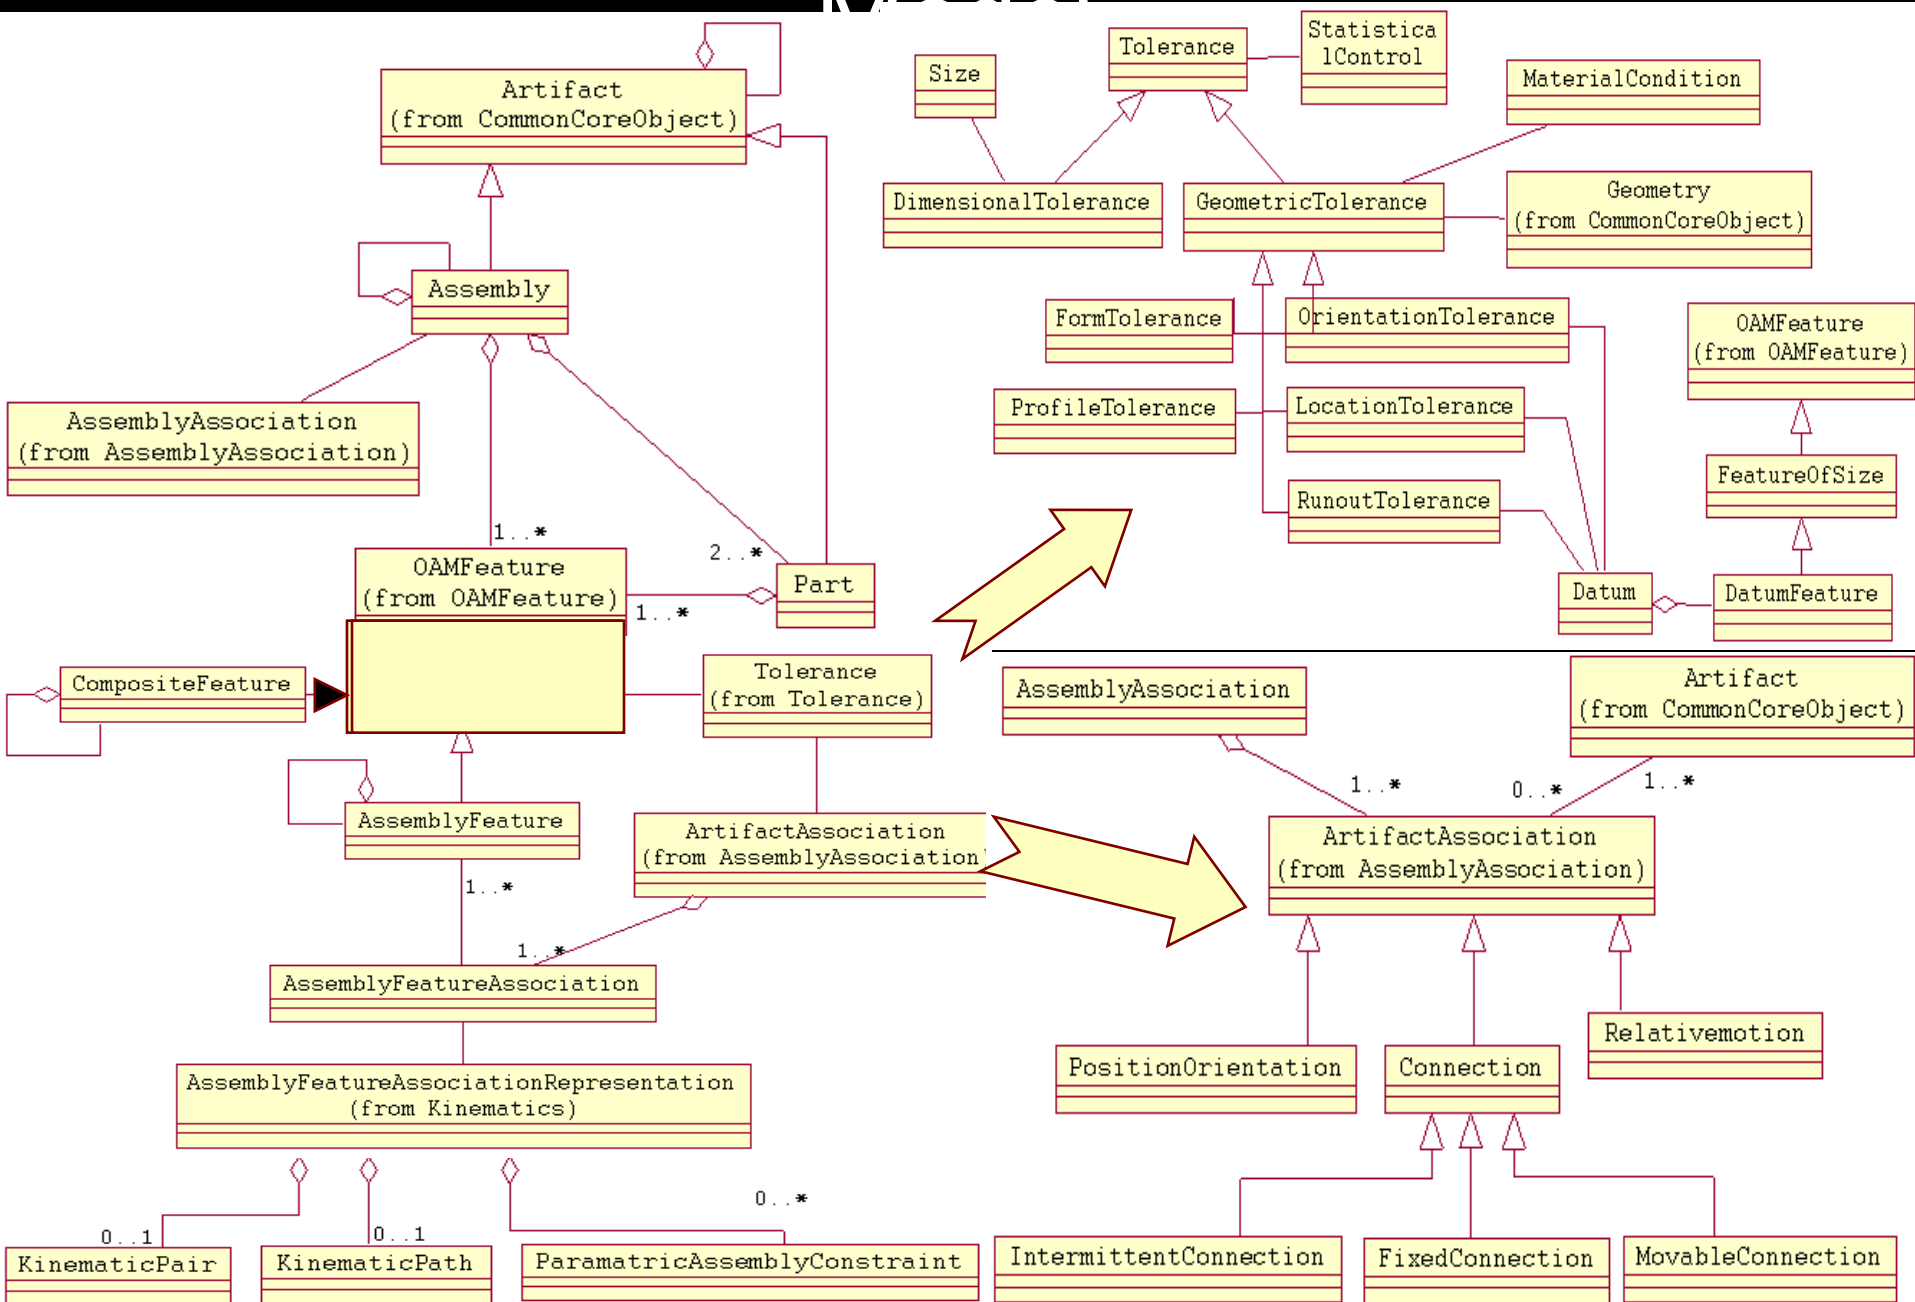 Artifact
(from CommonCoreObject)
Assembly
AssemblyAssociation
(from AssemblyAssociation)
1..*
2..*
OAMFeature
(from OAMFeature)
1..*
Part
CompositeFeature
Tolerance
(from Tolerance)
AssemblyFeature
ArtifactAssociation
(from AssemblyAssociation
1..*
1..*
AssemblyFeatureAssociation
AssemblyFeatureAssociationRepresentation
(from Kinematics)
0..*
0..1
0..1
KinematicPair
KinematicPath
ParamatricAssemblyConstraint
Size
Tolerance
Statistica
lControl
MaterialCondition
DimensionalTolerance
GeometricTolerance
Geometry
(from CommonCoreObject)
FormTolerance
OrientationTolerance
OAMFeature
(from OAMFeature)
ProfileTolerance
LocationTolerance
FeatureOfSize
RunoutTolerance
Datum
DatumFeature
AssemblyAssociation
Artifact
(from CommonCoreObject)
1..*
0..*
1..*
ArtifactAssociation
(from AssemblyAssociation)
Relativemotion
PositionOrientation
Connection
IntermittentConnection
FixedConnection
MovableConnection